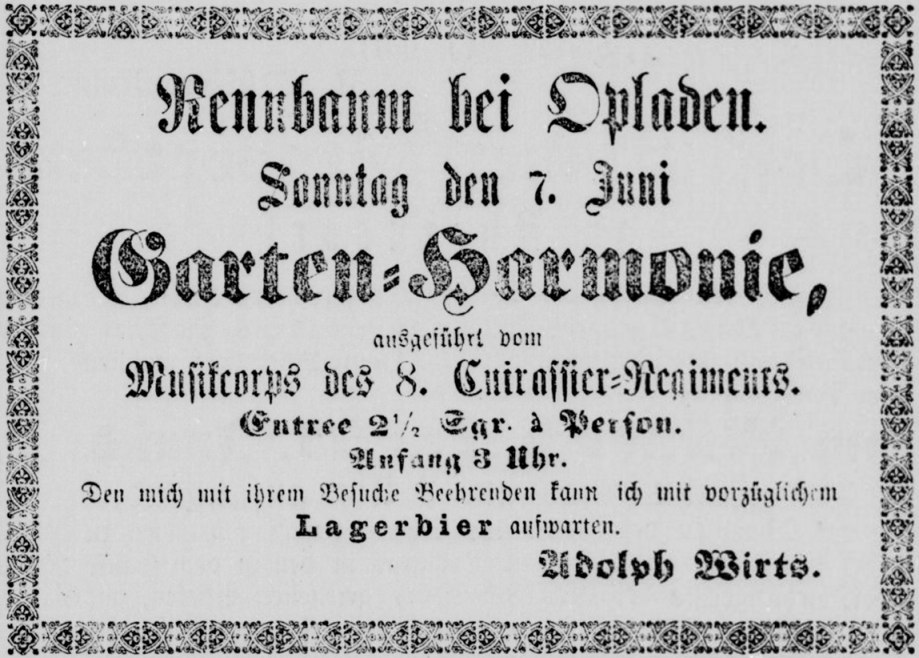 Rennbaum bei Opladen.
Sonntag den 7. Juni
Garten-Harmonie,
ausgeführt vom
Musikcorps des 8. Cuirassier-Regiments.
Entree 2½ Sgr. à Person.
Anfang 3 Uhr.
Den mich mit ihrem Besuche Beehrenden kann ich mit vorzüglichem
Lagerbier aufwarten.
Adolph Wirts.